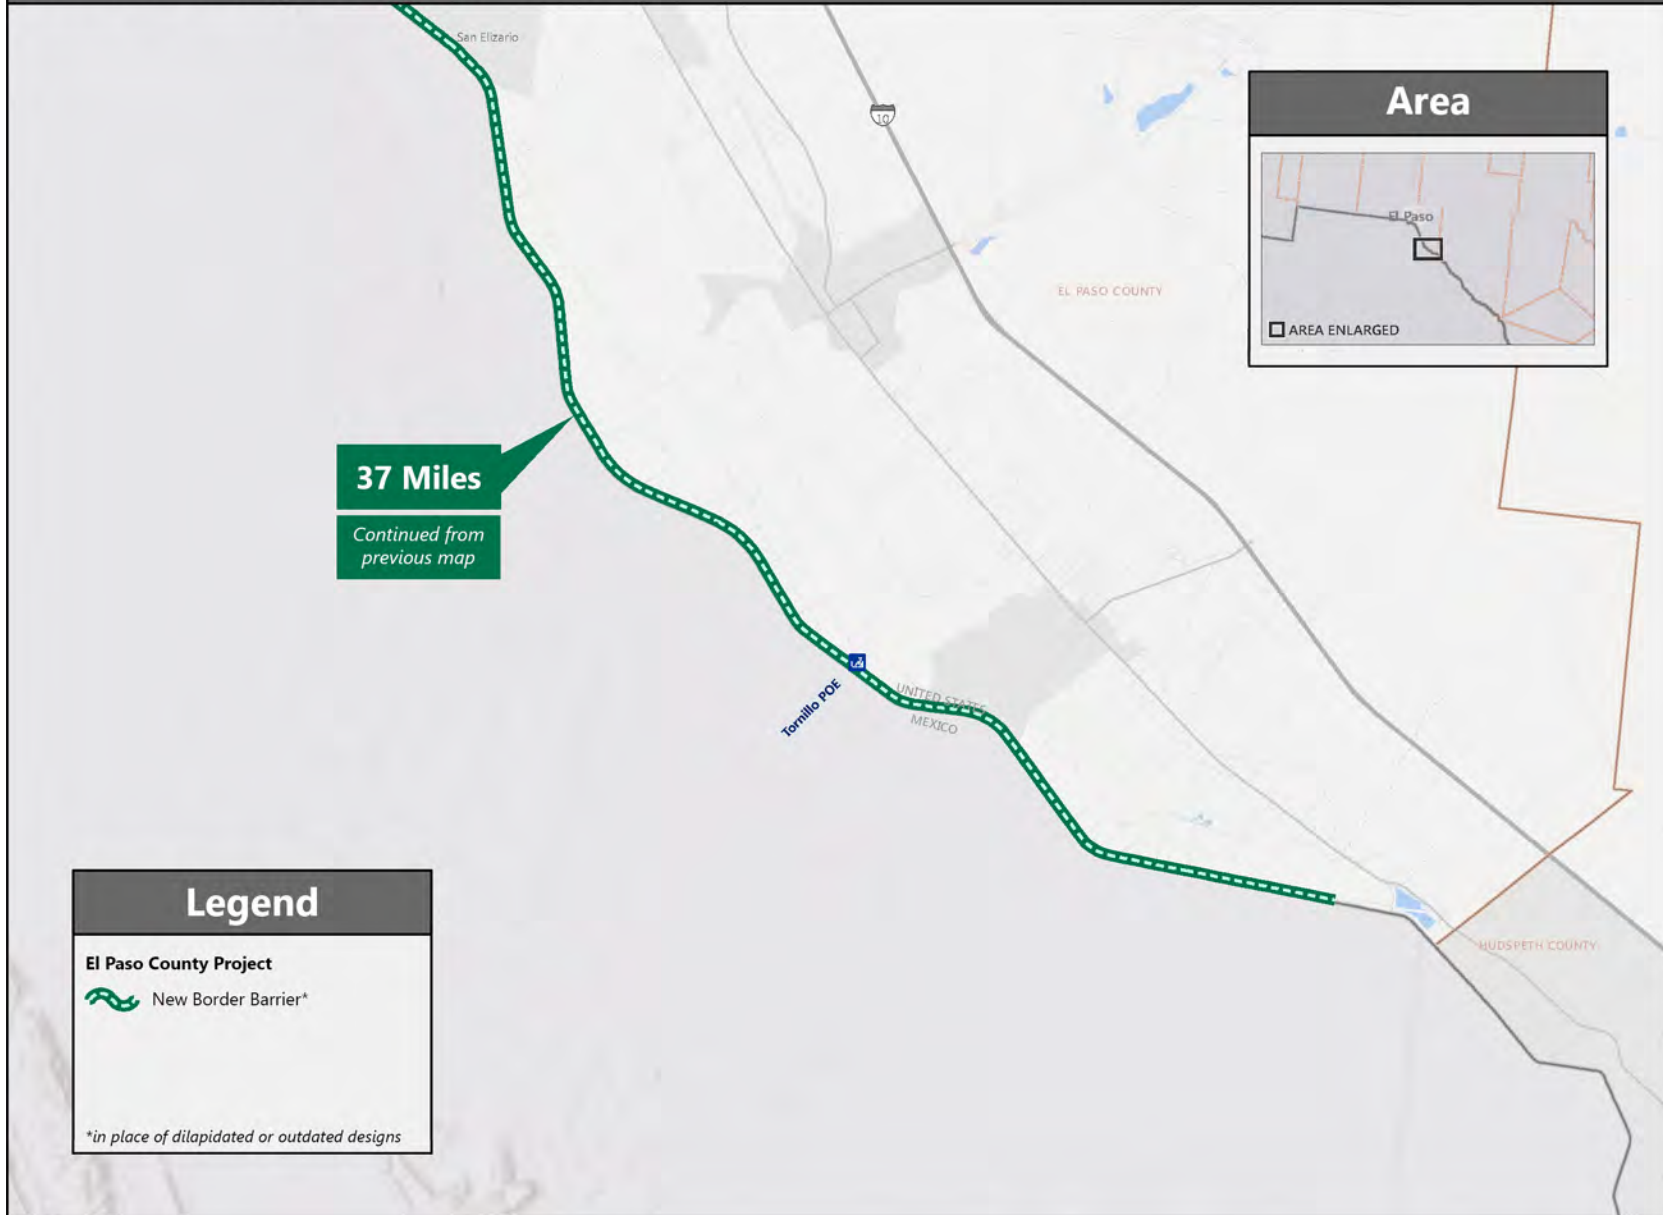 San Elizario
10
Area
El Paso
AREA ENLARGED
EL PASO COUNTY
37 Miles
Continued from
previous map
Tornillo POE
UNITED STATES
MEXICO
HUDSPETH COUNTY
Legend
El Paso County Project
New Border Barrier*
*in place of dilapidated or outdated designs